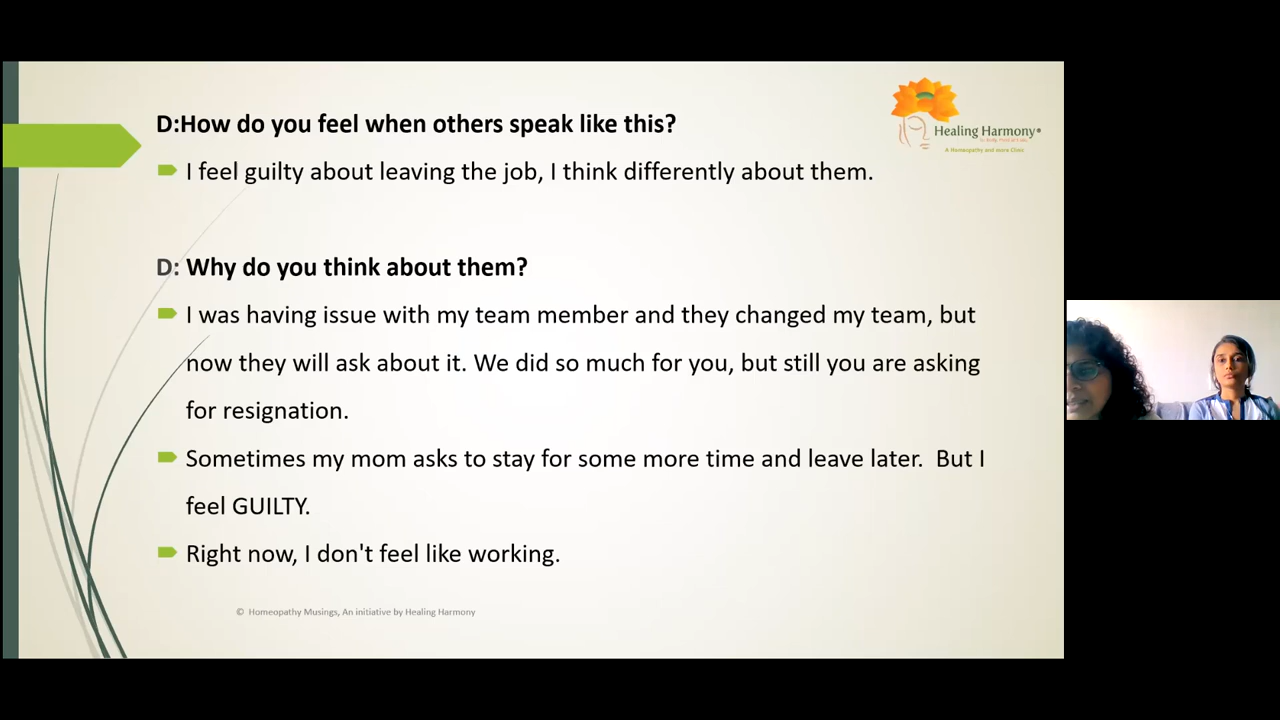 D:How do you feel when others speak like this?
I feel guilty about leaving the job, I think differently about them.
Healing Harmony®
A Homeopathy and more Clinic
D: Why do you think about them?
I was having issue with my team member and they changed my team, but
now they will ask about it. We did so much for you, but still you are asking
for resignation.
Sometimes my mom asks to stay for some more time and leave later.  But I
feel GUILTY.
Right now, I don't feel like working.
© Homeopathy Musings, An initiative by Healing Harmony